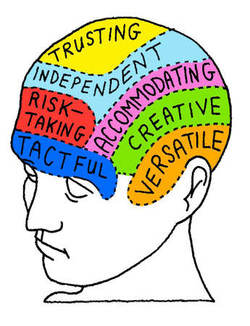 TRUSTING
INDEPENDENT
RISK-
TAKING
ACCOMMODATING
CREATIVE
TACTFUL
VERSATILE